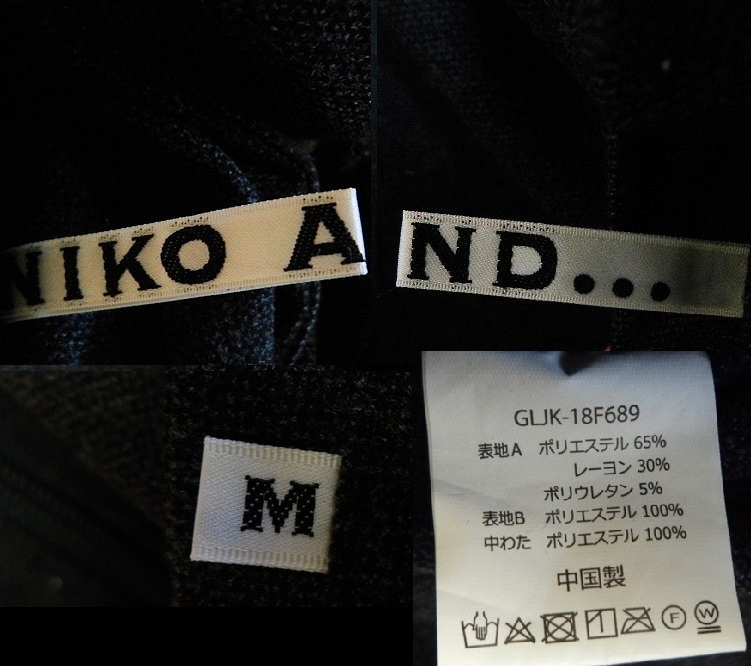 NIKO A
ND...
M
GLJK-18F689
表地A ポリエステル 65%
レーヨン 30%
ポリウレタン 5%
表地B ポリエステル 100%
中わた ポリエステル 100%
中国製
F W